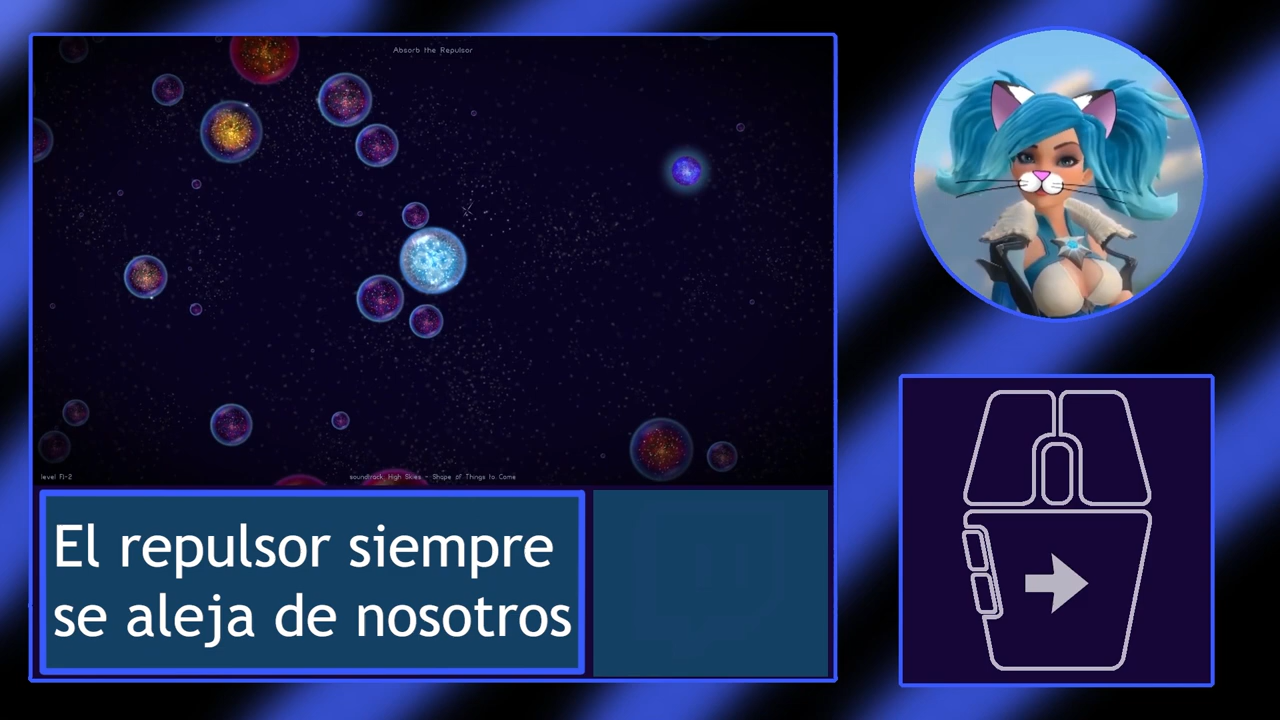 Absorb the Repulsor
level F1-2
soundtrack: High Skies - Shape of Things to Come
El repulsor siempre
se aleja de nosotros